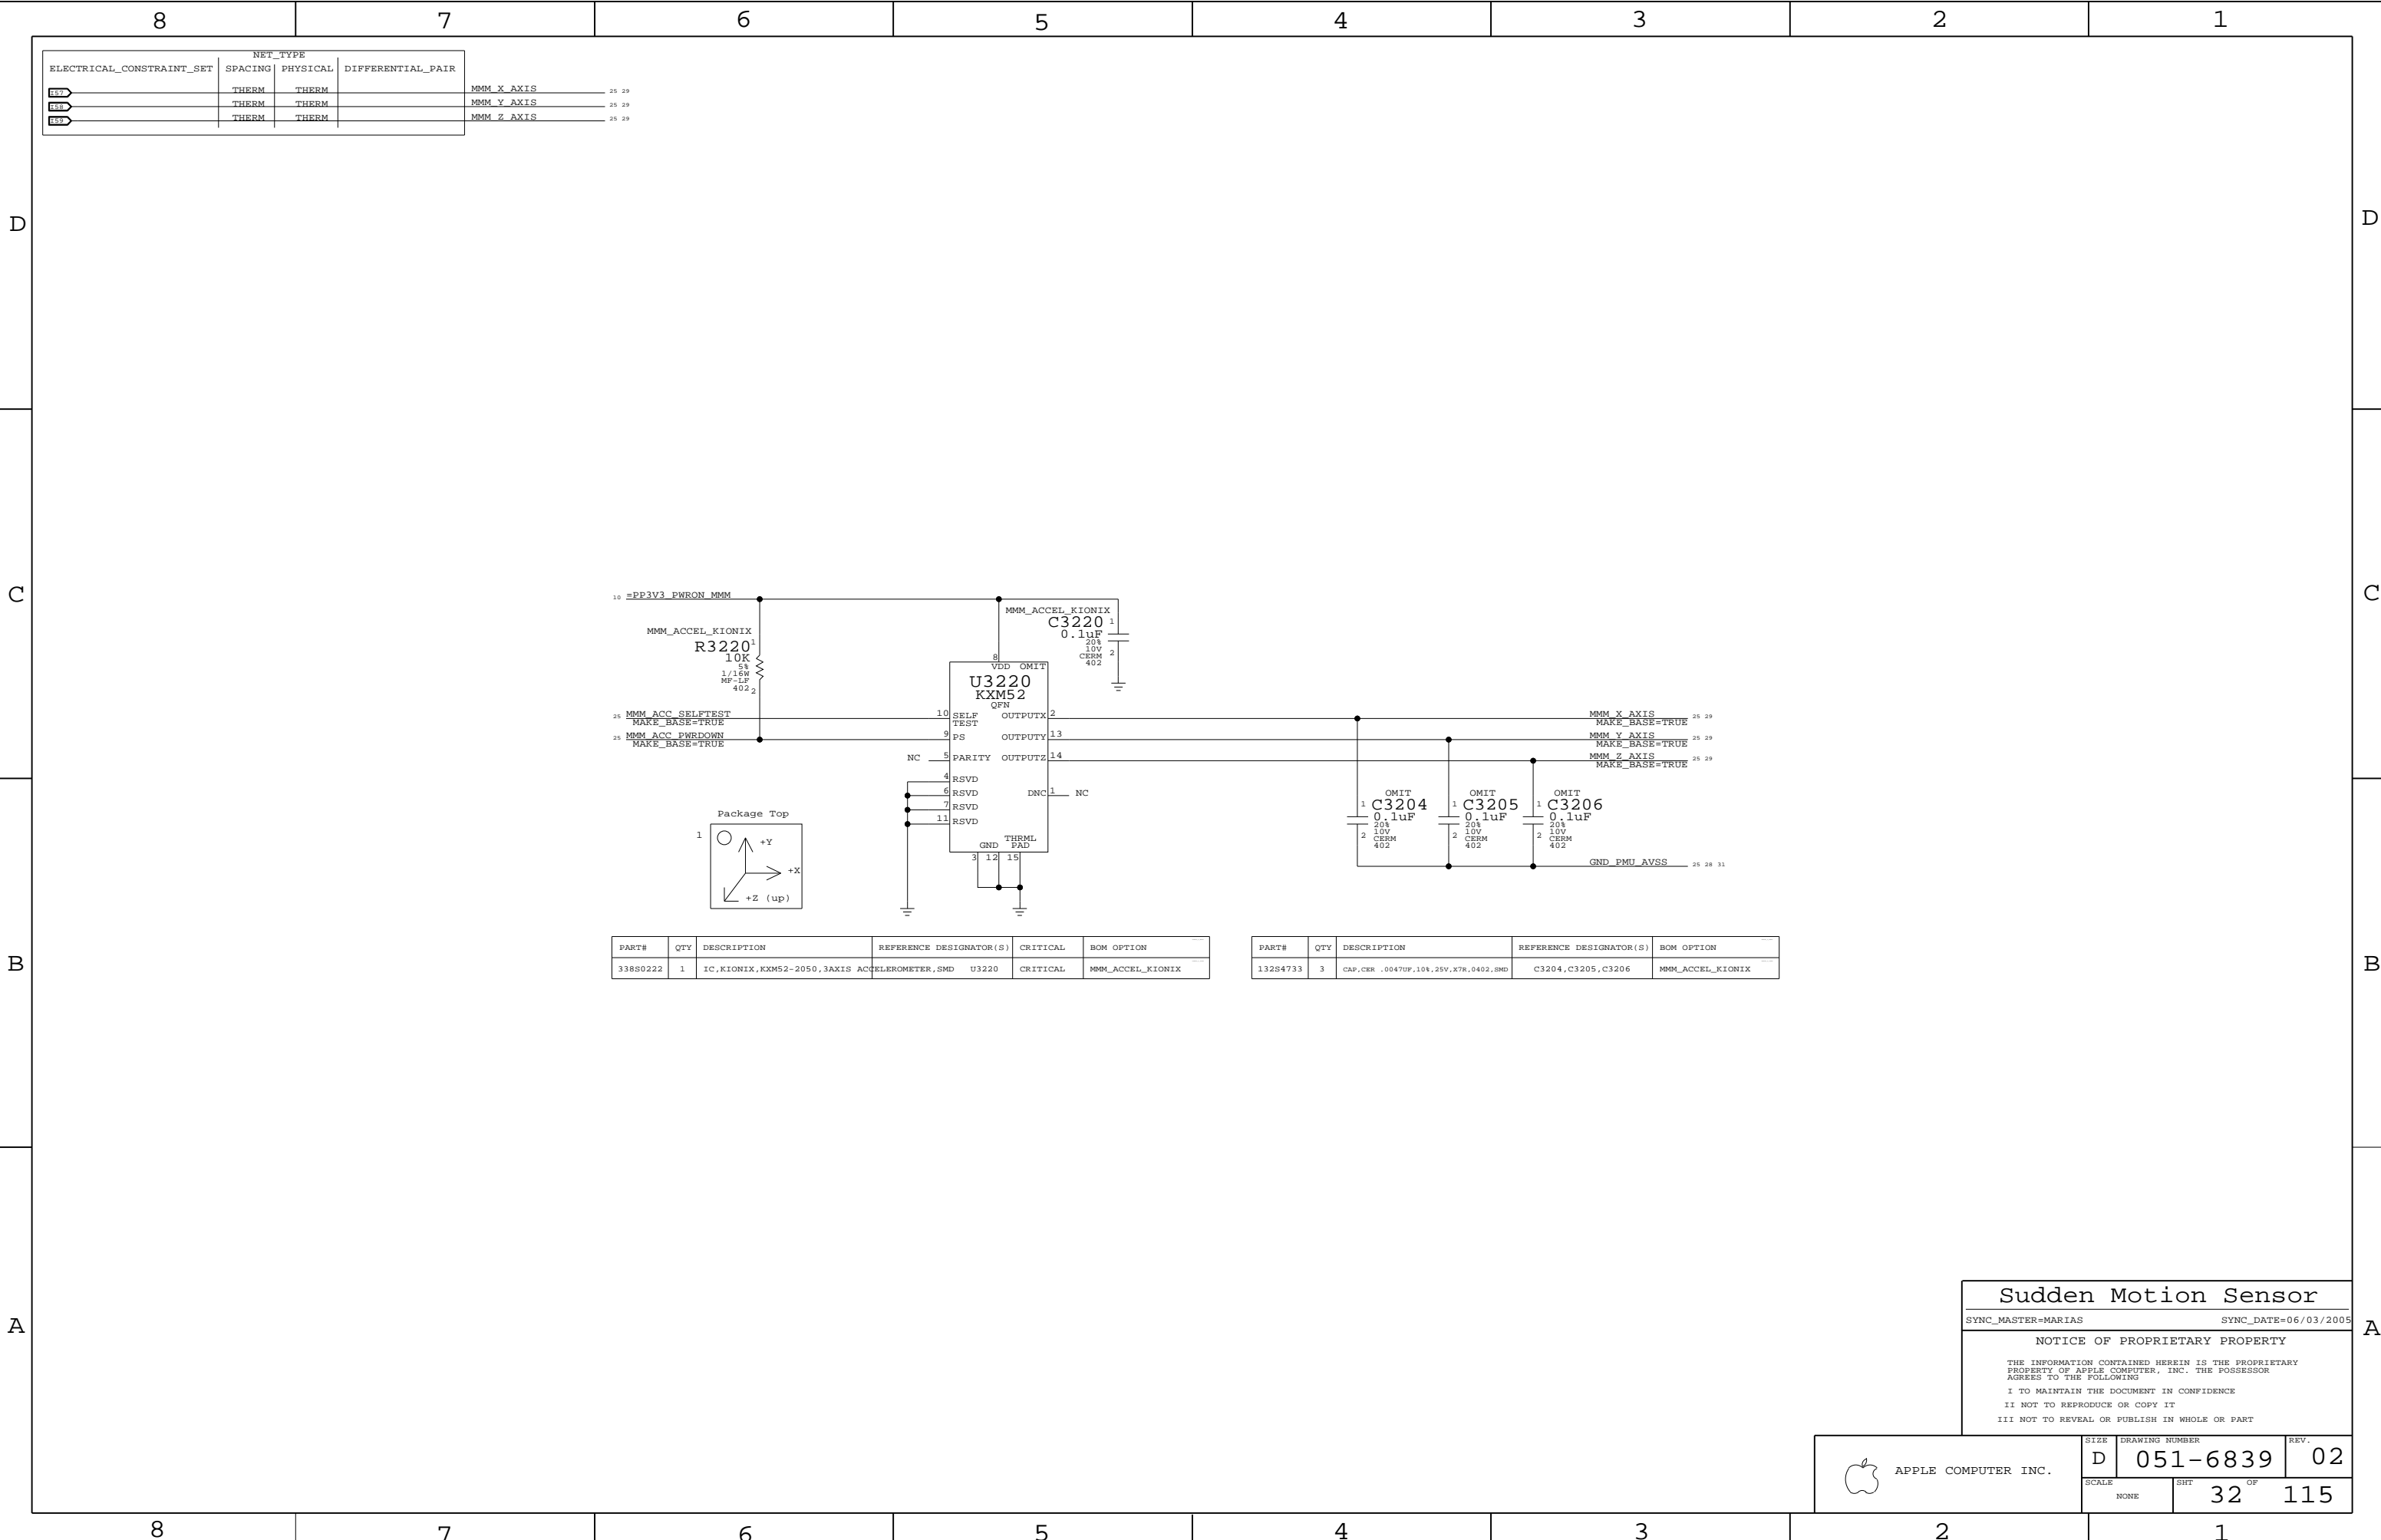 8 7 6 5 4 3 2 1
NET_TYPE
ELECTRICAL_CONSTRAINT_SET SPACING PHYSICAL DIFFERENTIAL_PAIR
I57 THERM THERM MMM_X_AXIS 25 29
I58 THERM THERM MMM_Y_AXIS 25 29
I59 THERM THERM MMM_Z_AXIS 25 29
D D
C C
10 =PP3V3_PWRON_MMM
MMM_ACCEL_KIONIX
R3220 1
10K
5%
1/16W
MF-LF
402 2
MMM_ACCEL_KIONIX
C3220 1
0.1uF
20%
10V
CERM 2
402
8
VDD OMIT
U3220
KXM52
QFN
25 MMM_ACC_SELFTEST
MAKE_BASE=TRUE
25 MMM_ACC_PWRDOWN
MAKE_BASE=TRUE
10 SELF TEST OUTPUTX 2
9 PS OUTPUTY 13
NC 5 PARITY OUTPUTZ 14
4 RSVD
6 RSVD DNC 1 NC
7 RSVD
11 RSVD
THRML
GND PAD
3 12 15
MMM_X_AXIS 25 29
MAKE_BASE=TRUE
MMM_Y_AXIS 25 29
MAKE_BASE=TRUE
MMM_Z_AXIS 25 29
MAKE_BASE=TRUE
OMIT
1 C3204
0.1uF
20%
2 10V
CERM
402
OMIT
1 C3205
0.1uF
20%
2 10V
CERM
402
OMIT
1 C3206
0.1uF
20%
2 10V
CERM
402
GND_PMU_AVSS 25 28 31
Package Top
1
+Y
+X
+Z (up)
PART# QTY DESCRIPTION REFERENCE DESIGNATOR(S) CRITICAL BOM OPTION
338S0222 1 IC,KIONIX,KXM52-2050,3AXIS ACCELEROMETER,SMD U3220 CRITICAL MMM_ACCEL_KIONIX
PART# QTY DESCRIPTION REFERENCE DESIGNATOR(S) BOM OPTION
132S4733 3 CAP,CER .0047UF,10%,25V,X7R,0402,SMD C3204,C3205,C3206 MMM_ACCEL_KIONIX
B B
A A
Sudden Motion Sensor
SYNC_MASTER=MARIAS SYNC_DATE=06/03/2005
NOTICE OF PROPRIETARY PROPERTY
THE INFORMATION CONTAINED HEREIN IS THE PROPRIETARY
PROPERTY OF APPLE COMPUTER, INC. THE POSSESSOR
AGREES TO THE FOLLOWING
I TO MAINTAIN THE DOCUMENT IN CONFIDENCE
II NOT TO REPRODUCE OR COPY IT
III NOT TO REVEAL OR PUBLISH IN WHOLE OR PART
APPLE COMPUTER INC.
SIZE DRAWING NUMBER REV.
D 051-6839 02
SCALE SHT OF
NONE 32 115
8 7 6 5 4 3 2 1